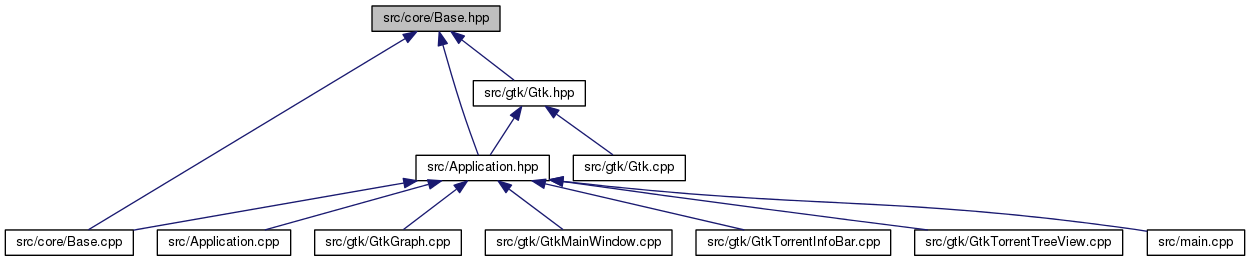 src/core/Base.hpp
src/gtk/Gtk.hpp
src/Application.hpp
src/gtk/Gtk.cpp
src/core/Base.cpp
src/Application.cpp
src/gtk/GtkGraph.cpp
src/gtk/GtkMainWindow.cpp
src/gtk/GtkTorrentInfoBar.cpp
src/gtk/GtkTorrentTreeView.cpp
src/main.cpp